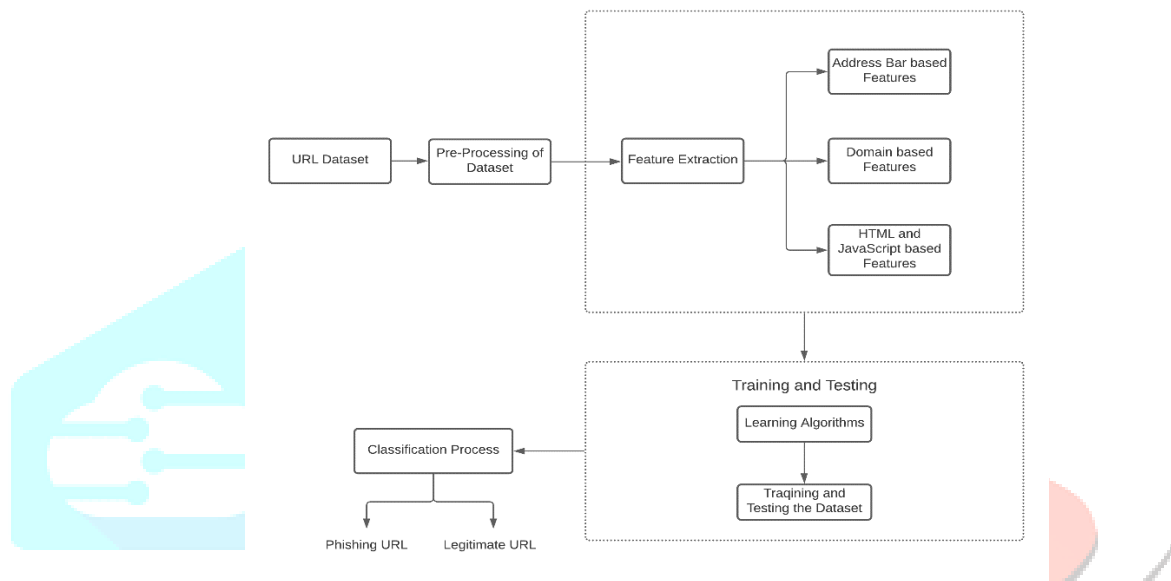 URL Dataset
Pre-Processing of
Dataset
Feature Extraction
Address Bar based
Features
Domain based
Features
HTML and
JavaScript based
Features
Training and Testing
Learning Algorithms
Traqining and
Testing the Dataset
Classification Process
Phishing URL
Legitimate URL